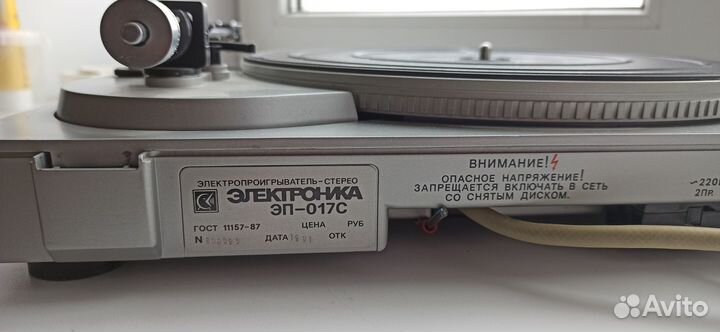 ЭЛЕКТРОПРОИГРЫВАТЕЛЬ-СТЕРЕО
ЭЛЕКТРОНИКА
ЭП-017С
ГОСТ 11157-87 ЦЕНА РУБ
N ДАТА 1991 ОТК
ВНИМАНИЕ!
ОПАСНОЕ НАПРЯЖЕНИЕ!
ЗАПРЕЩАЕТСЯ ВКЛЮЧАТЬ В СЕТЬ
СО СНЯТЫМ ДИСКОМ.
~220
2ПР.
Avito